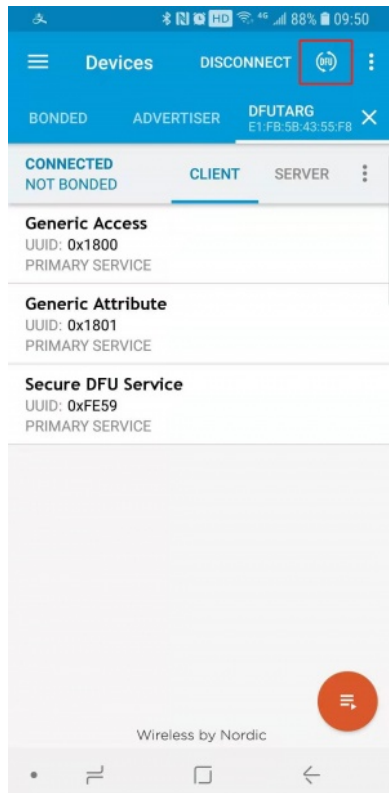 HD 4G 88% 09:50
Devices DISCONNECT DFU
BONDED ADVERTISER DFUTARG
E1:FB:5B:43:55:F8
CONNECTED
NOT BONDED CLIENT SERVER
Generic Access
UUID: 0x1800
PRIMARY SERVICE
Generic Attribute
UUID: 0x1801
PRIMARY SERVICE
Secure DFU Service
UUID: 0xFE59
PRIMARY SERVICE
Wireless by Nordic